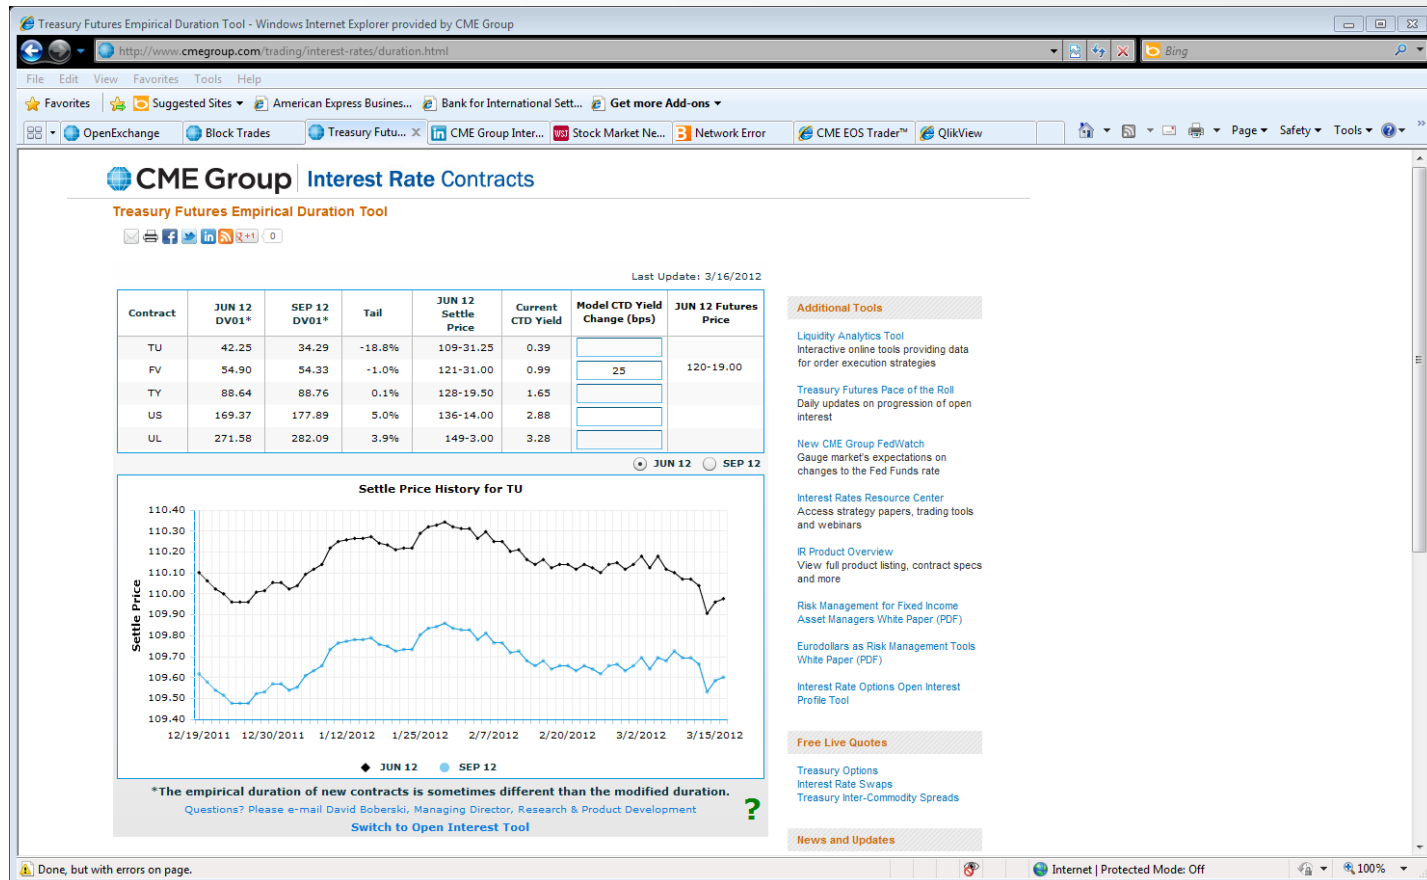 Treasury Futures Empirical Duration Tool - Windows Internet Explorer provided by CME Group
http://www.cmegroup.com/trading/interest-rates/duration.html
Bing
File Edit View Favorites Tools Help
Favorites Suggested Sites American Express Busines... Bank for International Sett... Get more Add-ons
OpenExchange Block Trades Treasury Futu... CME Group Inter... Stock Market Ne... Network Error CME EOS Trader™ QlikView Page Safety Tools
CME Group Interest Rate Contracts
Treasury Futures Empirical Duration Tool
+1 0
Last Update: 3/16/2012
Contract JUN 12 DV01* SEP 12 DV01* Tail JUN 12 Settle Price Current CTD Yield Model CTD Yield Change (bps) JUN 12 Futures Price
TU 42.25 34.29 -18.8% 109-31.25 0.39
FV 54.90 54.33 -1.0% 121-31.00 0.99 25 120-19.00
TY 88.64 88.76 0.1% 128-19.50 1.65
US 169.37 177.89 5.0% 136-14.00 2.88
UL 271.58 282.09 3.9% 149-3.00 3.28
JUN 12 SEP 12
Settle Price History for TU
Settle Price
110.40
110.30
110.20
110.10
110.00
109.90
109.80
109.70
109.60
109.50
109.40
12/19/2011 12/30/2011 1/12/2012 1/25/2012 2/7/2012 2/20/2012 3/2/2012 3/15/2012
JUN 12 SEP 12
*The empirical duration of new contracts is sometimes different than the modified duration.
Questions? Please e-mail David Boberski, Managing Director, Research & Product Development
?
Switch to Open Interest Tool
Additional Tools
Liquidity Analytics Tool
Interactive online tools providing data
for order execution strategies
Treasury Futures Pace of the Roll
Daily updates on progression of open
interest
New CME Group FedWatch
Gauge market's expectations on
changes to the Fed Funds rate
Interest Rates Resource Center
Access strategy papers, trading tools
and webinars
IR Product Overview
View full product listing, contract specs
and more
Risk Management for Fixed Income
Asset Managers White Paper (PDF)
Eurodollars as Risk Management Tools
White Paper (PDF)
Interest Rate Options Open Interest
Profile Tool
Free Live Quotes
Treasury Options
Interest Rate Swaps
Treasury Inter-Commodity Spreads
News and Updates
Done, but with errors on page.
Internet | Protected Mode: Off
100%